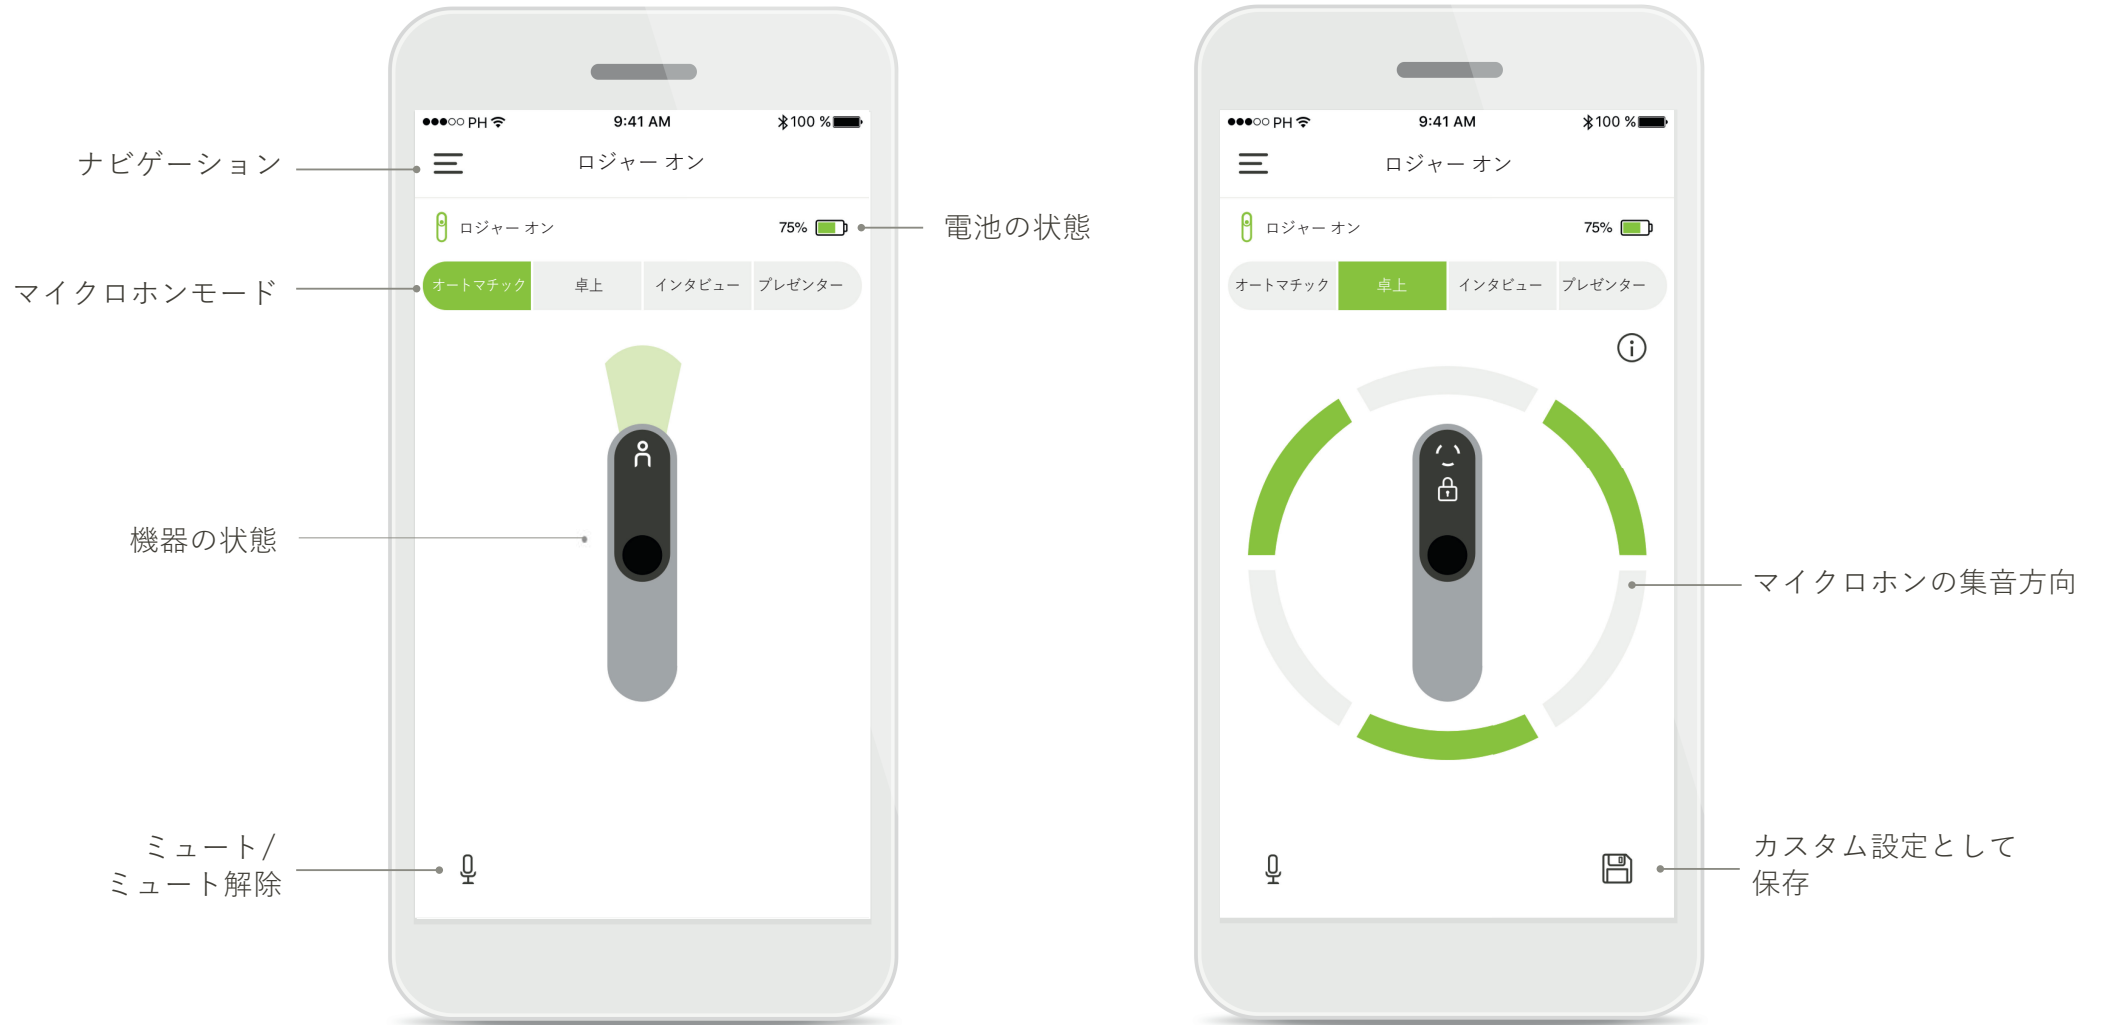 PH 9:41 AM 100 %
ロジャー オン
ナビゲーション
ロジャー オン 75%
電池の状態
オートマチック 卓上 インタビュー プレゼンター
マイクロホンモード
機器の状態
ミュート/
ミュート解除
PH 9:41 AM 100 %
ロジャー オン
ロジャー オン 75%
オートマチック 卓上 インタビュー プレゼンター
マイクロホンの集音方向
カスタム設定として
保存